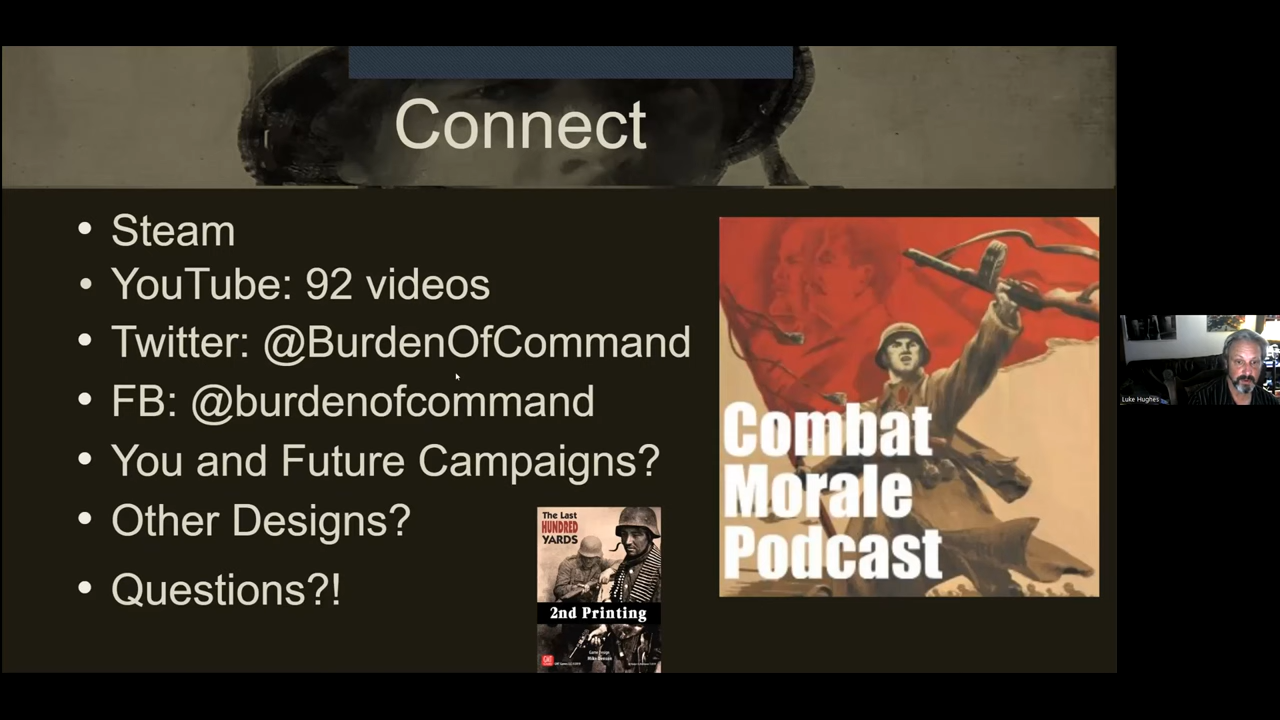 Connect
• Steam
• YouTube: 92 videos
• Twitter: @BurdenOfCommand
• FB: @burdenofcommand
• You and Future Campaigns?
• Other Designs?
• Questions?!
The Last
HUNDRED
YARDS
2nd Printing
Combat
Morale
Podcast
Luke Hughes